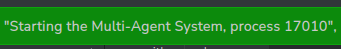 "Starting the Multi-Agent System, process 17010",